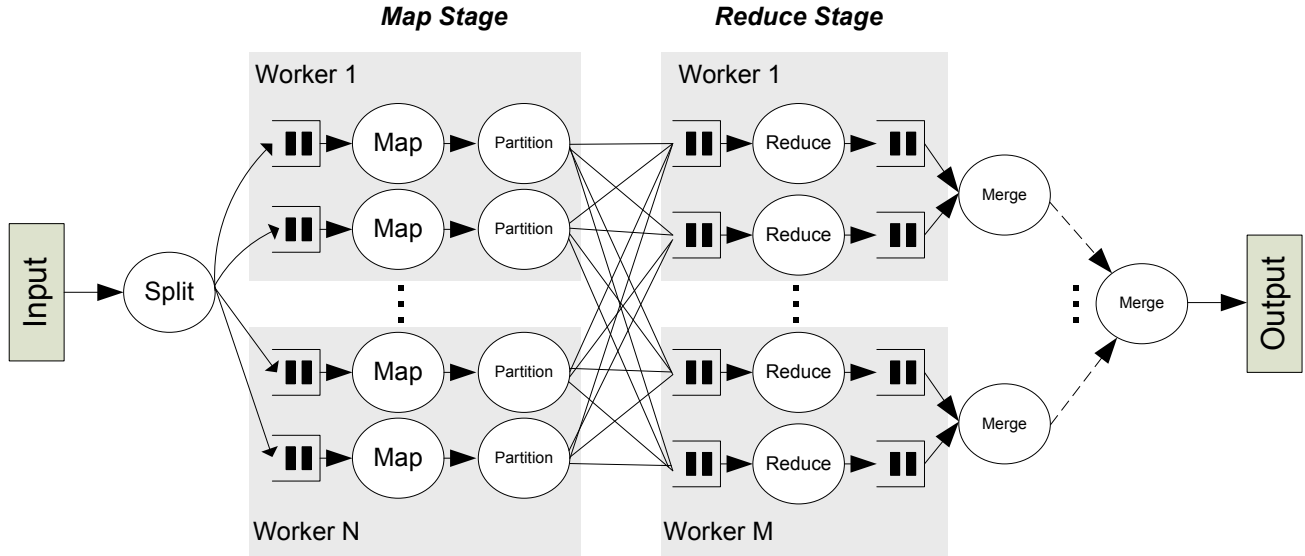 Map Stage
Reduce Stage
Worker 1
Worker 1
Map
Partition
Reduce
Merge
Map
Partition
Reduce
Input
Split
Merge
Output
Map
Partition
Reduce
Merge
Map
Partition
Reduce
Worker N
Worker M